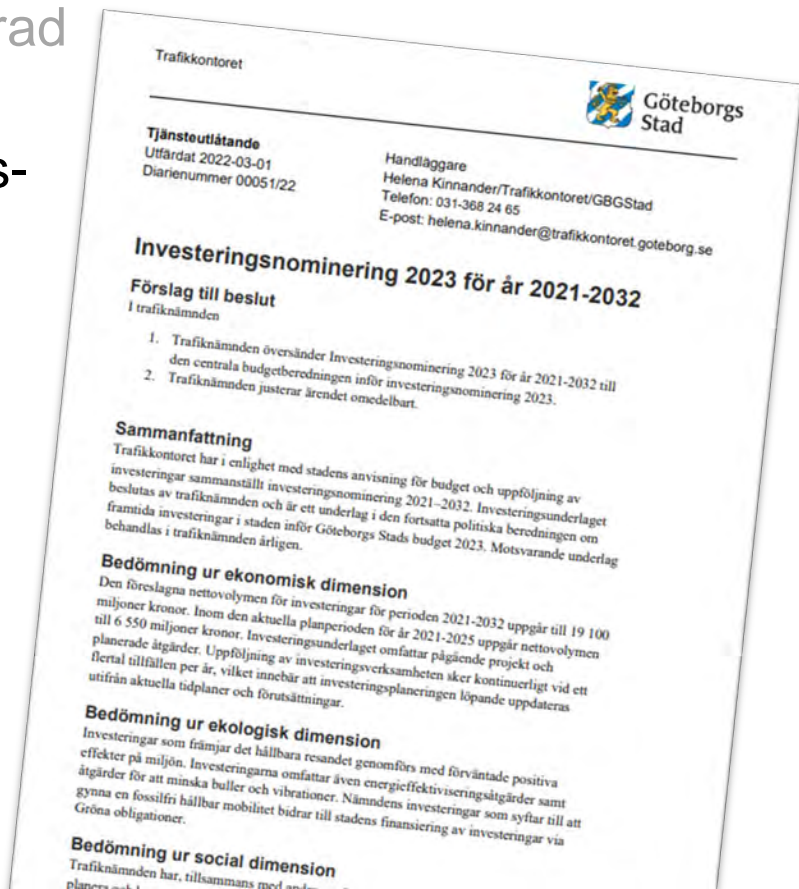 rad
s-
Trafikkontoret
Göteborgs
Stad
Tjänsteutlåtande
Utfärdat 2022-03-01
Diarienummer 00051/22
Handläggare
Helena Kinnander/Trafikkontoret/GBGStad
Telefon: 031-368 24 65
E-post: helena.kinnander@trafikkontoret.goteborg.se
Investeringsnominering 2023 för år 2021-2032
Förslag till beslut
I trafiknämnden
1. Trafiknämnden översänder Investeringsnominering 2023 för år 2021-2032 till
den centrala budgetberedningen inför investeringsnominering 2023.
2. Trafiknämnden justerar ärendet omedelbart.
Sammanfattning
Trafikkontoret har i enlighet med stadens anvisning för budget och uppföljning av
investeringar sammanställt investeringsnominering 2021–2032. Investeringsunderlaget
beslutas av trafiknämnden och är ett underlag i den fortsatta politiska beredningen om
framtida investeringar i staden inför Göteborgs Stads budget 2023. Motsvarande underlag
behandlas i trafiknämnden årligen.
Bedömning ur ekonomisk dimension
Den föreslagna nettovolymen för investeringar för perioden 2021-2032 uppgår till 19 100
miljoner kronor. Inom den aktuella planperioden för år 2021-2025 uppgår nettovolymen
till 6 550 miljoner kronor. Investeringsunderlaget omfattar pågående projekt och
planerade åtgärder. Uppföljning av investeringsverksamheten sker kontinuerligt vid ett
flertal tillfällen per år, vilket innebär att investeringsplaneringen löpande uppdateras
utifrån aktuella tidplaner och förutsättningar.
Bedömning ur ekologisk dimension
Investeringar som främjar det hållbara resandet genomförs med förväntade positiva
effekter på miljön. Investeringarna omfattar även energieffektiviseringsåtgärder samt
åtgärder för att minska buller och vibrationer. Nämndens investeringar som syftar till att
gynna en fossilfri hållbar mobilitet bidrar till stadens finansiering av investeringar via
Gröna obligationer.
Bedömning ur social dimension
Trafiknämnden har, tillsammans med